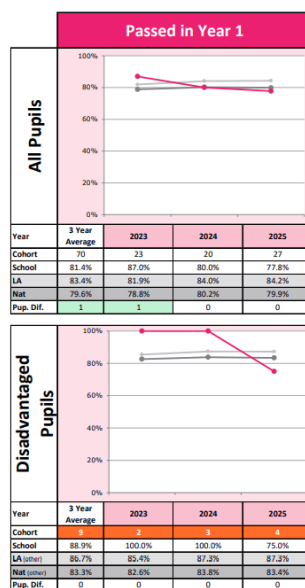 Passed in Year 1
All Pupils
100%
80%
60%
40%
20%
0%
Year 3 Year Average 2023 2024 2025
Cohort 70 23 20 27
School 81.4% 87.0% 80.0% 77.8%
LA 83.4% 81.9% 84.0% 84.2%
Nat 79.6% 78.8% 80.2% 79.9%
Pup. Dif. 1 1 0 0
Disadvantaged Pupils
100%
80%
60%
40%
20%
0%
Year 3 Year Average 2023 2024 2025
Cohort 9 2 3 4
School 88.9% 100.0% 100.0% 75.0%
LA (other) 86.7% 85.4% 87.3% 87.3%
Nat (other) 83.3% 82.6% 83.8% 83.4%
Pup. Dif. 0 0 0 0